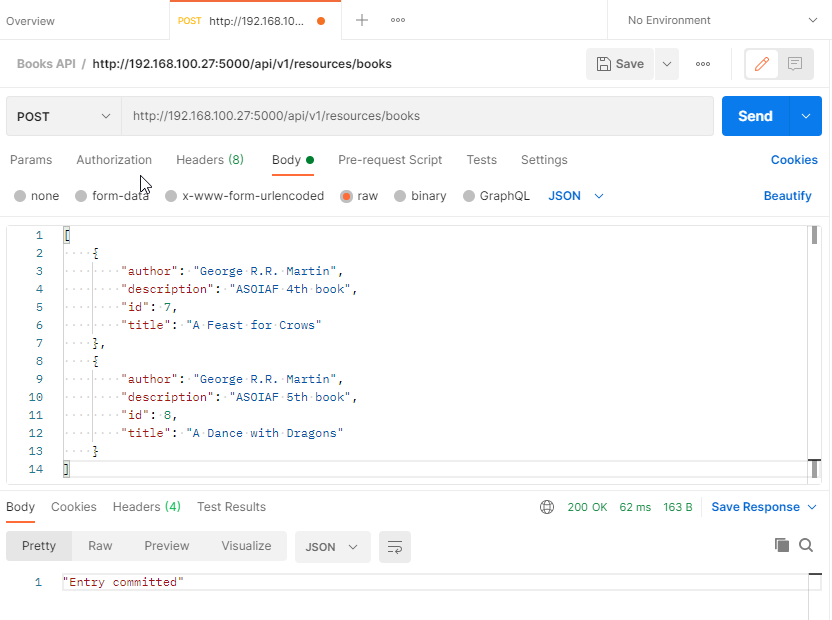 Overview
POST http://192.168.10...
No Environment
Books API / http://192.168.100.27:5000/api/v1/resources/books
Save
POST http://192.168.100.27:5000/api/v1/resources/books Send
Params Authorization Headers (8) Body Pre-request Script Tests Settings Cookies
none form-data x-www-form-urlencoded raw binary GraphQL JSON Beautify
1 [
2 {
3 "author": "George R.R. Martin",
4 "description": "ASOIAF 4th book",
5 "id": 7,
6 "title": "A Feast for Crows"
7 },
8 {
9 "author": "George R.R. Martin",
10 "description": "ASOIAF 5th book",
11 "id": 8,
12 "title": "A Dance with Dragons"
13 }
14 ]
Body Cookies Headers (4) Test Results 200 OK 62 ms 163 B Save Response
Pretty Raw Preview Visualize JSON
1 "Entry committed"